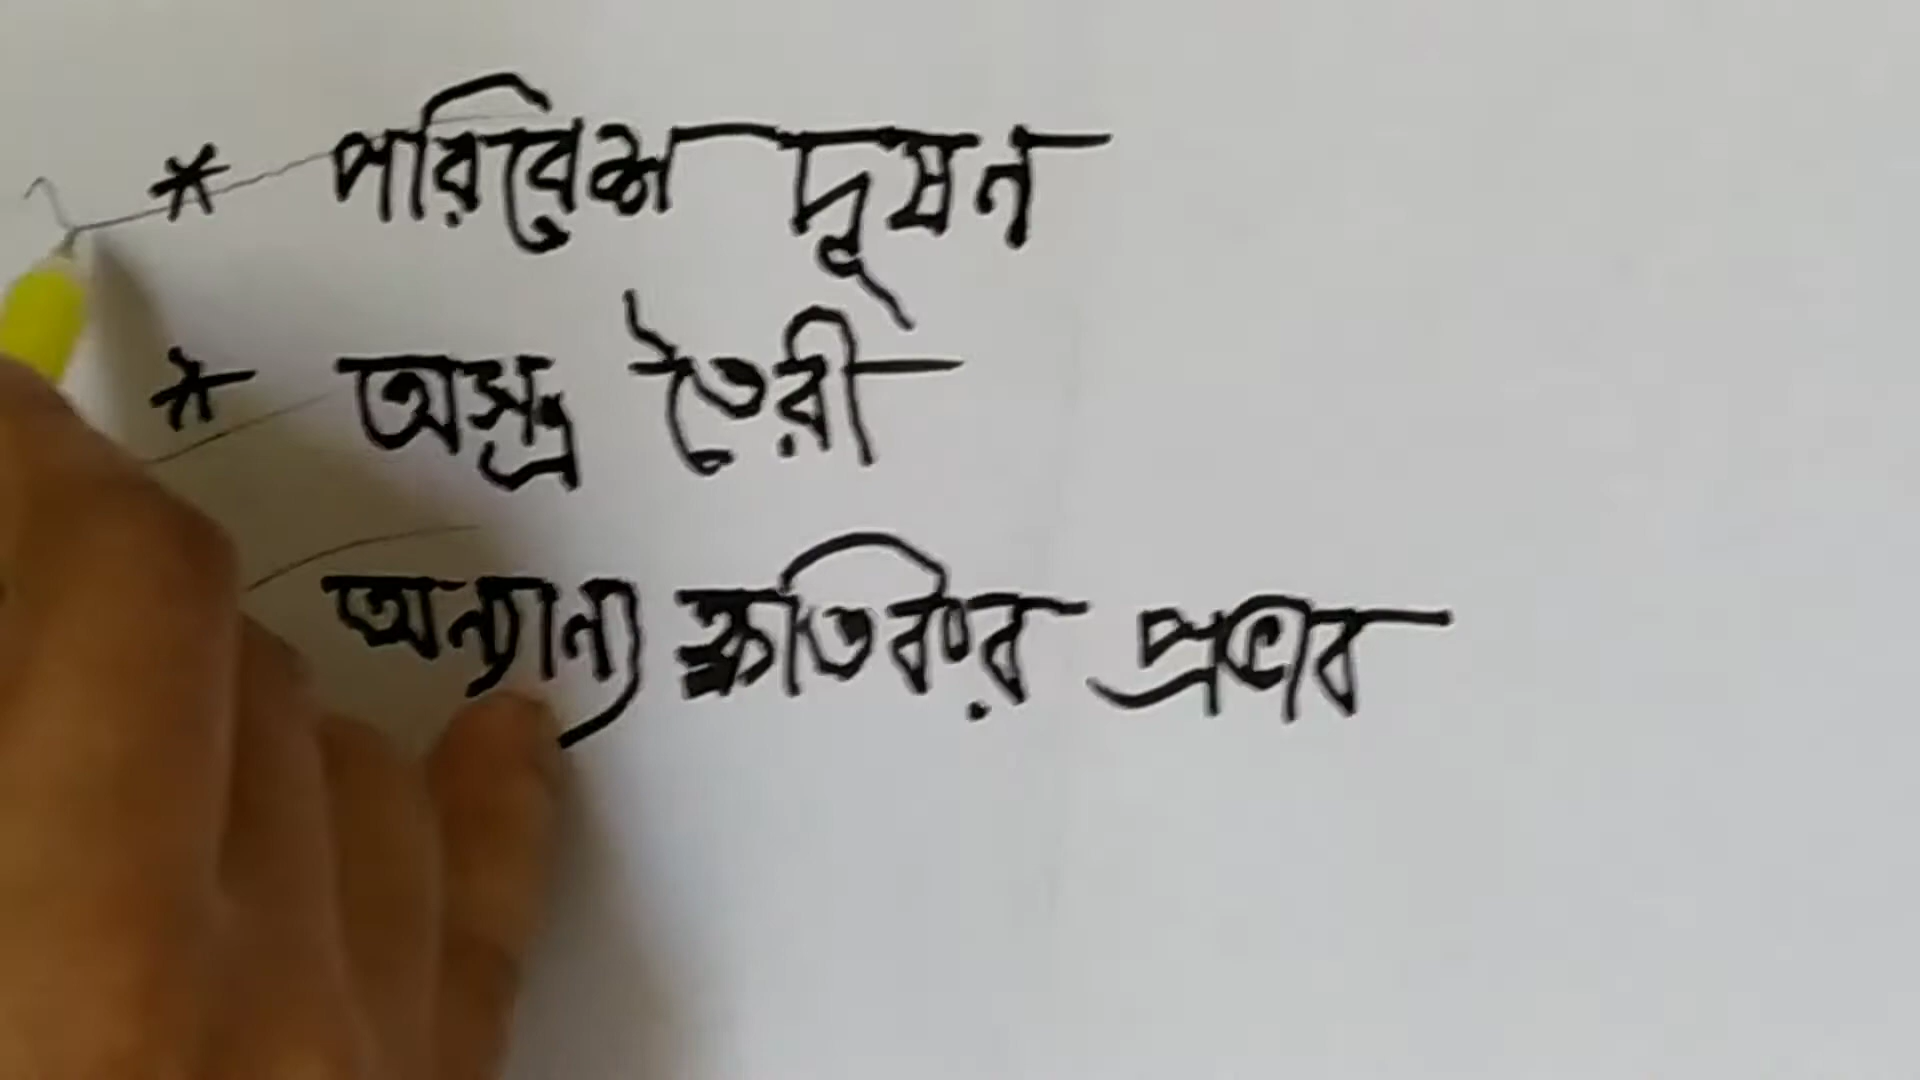 * পরিবেশ দূষন
* অস্ত্র তৈরী
অন্যান্য ক্ষতিকর প্রভাব